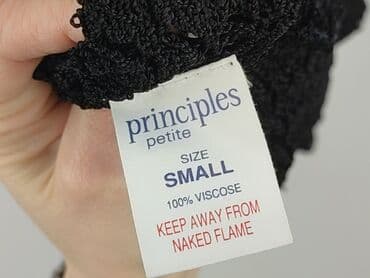 principles
petite
SIZE
SMALL
100% VISCOSE
KEEP AWAY FROM
NAKED FLAME